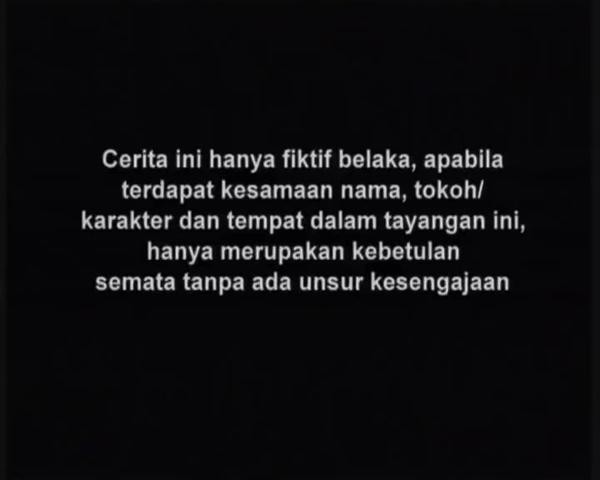 Cerita ini hanya fiktif belaka, apabila
terdapat kesamaan nama, tokoh/
karakter dan tempat dalam tayangan ini,
hanya merupakan kebetulan
semata tanpa ada unsur kesengajaan